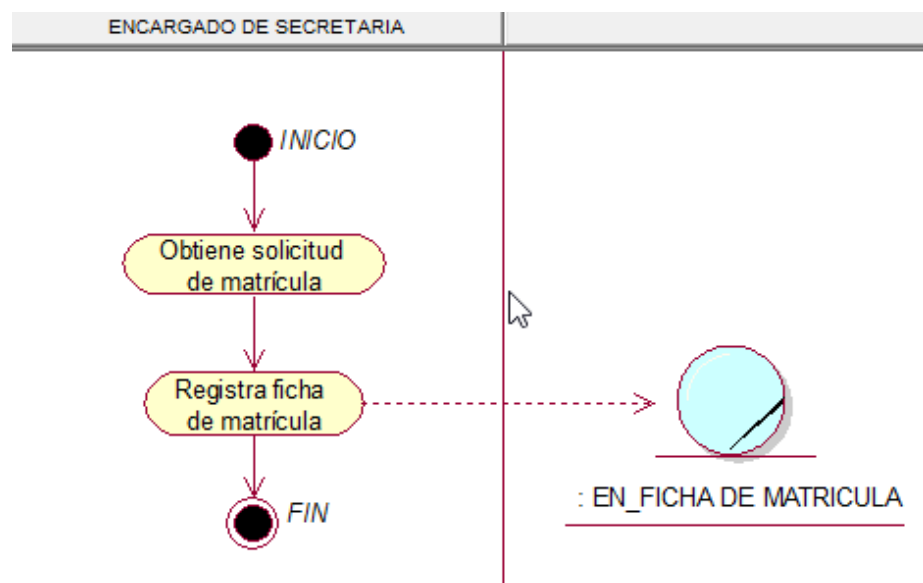 ENCARGADO DE SECRETARIA
INICIO
Obtiene solicitud
de matrícula
Registra ficha
de matrícula
FIN
: EN_FICHA DE MATRICULA